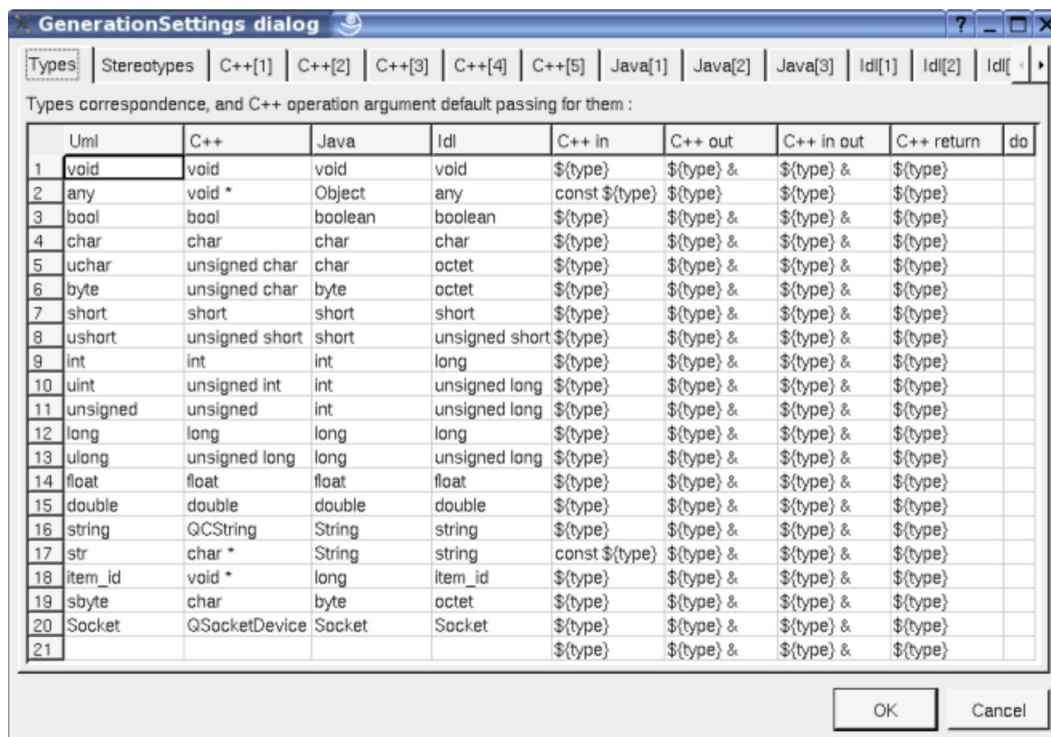 GenerationSettings dialog ? _ X
Types Stereotypes C++[1] C++[2] C++[3] C++[4] C++[5] Java[1] Java[2] Java[3] Idl[1] Idl[2] Idl[
Types correspondence, and C++ operation argument default passing for them :
Uml C++ Java Idl C++ in C++ out C++ in out C++ return do
1 void void void void ${type} ${type} & ${type} & ${type}
2 any void * Object any const ${type} ${type} ${type} ${type}
3 bool bool boolean boolean ${type} ${type} & ${type} & ${type}
4 char char char char ${type} ${type} & ${type} & ${type}
5 uchar unsigned char char octet ${type} ${type} & ${type} & ${type}
6 byte unsigned char byte octet ${type} ${type} & ${type} & ${type}
7 short short short short ${type} ${type} & ${type} & ${type}
8 ushort unsigned short short unsigned short ${type} ${type} & ${type} & ${type}
9 int int int long ${type} ${type} & ${type} & ${type}
10 uint unsigned int int unsigned long ${type} ${type} & ${type} & ${type}
11 unsigned unsigned int unsigned long ${type} ${type} & ${type} & ${type}
12 long long long long ${type} ${type} & ${type} & ${type}
13 ulong unsigned long long unsigned long ${type} ${type} & ${type} & ${type}
14 float float float float ${type} ${type} & ${type} & ${type}
15 double double double double ${type} ${type} & ${type} & ${type}
16 string QCString String string ${type} ${type} & ${type} & ${type}
17 str char * String string const ${type} ${type} & ${type} & ${type}
18 item_id void * long item_id ${type} ${type} & ${type} & ${type}
19 sbyte char byte octet ${type} ${type} & ${type} & ${type}
20 Socket QSocketDevice Socket Socket ${type} ${type} & ${type} & ${type}
21 ${type} ${type} & ${type} & ${type}
OK Cancel